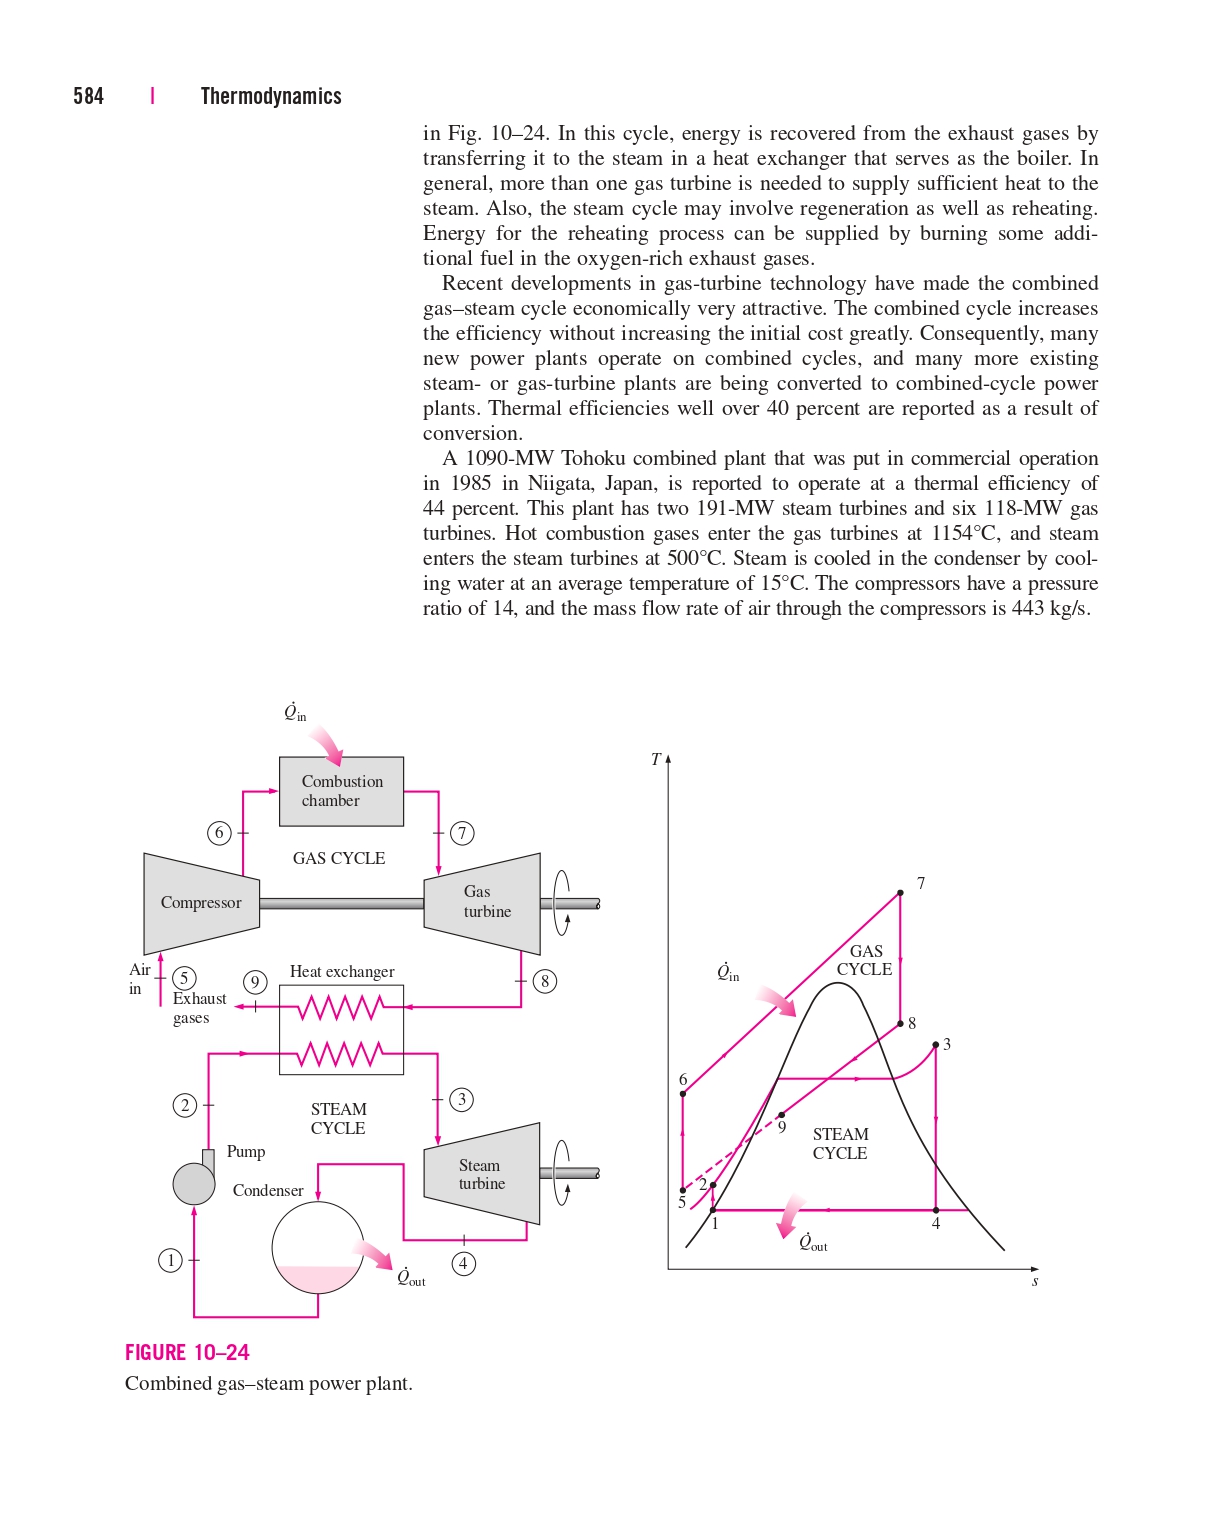 584 | Thermodynamics
in Fig. 10–24. In this cycle, energy is recovered from the exhaust gases by
transferring it to the steam in a heat exchanger that serves as the boiler. In
general, more than one gas turbine is needed to supply sufficient heat to the
steam. Also, the steam cycle may involve regeneration as well as reheating.
Energy for the reheating process can be supplied by burning some addi-
tional fuel in the oxygen-rich exhaust gases.
Recent developments in gas-turbine technology have made the combined
gas–steam cycle economically very attractive. The combined cycle increases
the efficiency without increasing the initial cost greatly. Consequently, many
new power plants operate on combined cycles, and many more existing
steam- or gas-turbine plants are being converted to combined-cycle power
plants. Thermal efficiencies well over 40 percent are reported as a result of
conversion.
A 1090-MW Tohoku combined plant that was put in commercial operation
in 1985 in Niigata, Japan, is reported to operate at a thermal efficiency of
44 percent. This plant has two 191-MW steam turbines and six 118-MW gas
turbines. Hot combustion gases enter the gas turbines at 1154°C, and steam
enters the steam turbines at 500°C. Steam is cooled in the condenser by cool-
ing water at an average temperature of 15°C. The compressors have a pressure
ratio of 14, and the mass flow rate of air through the compressors is 443 kg/s.
Q̇in
Combustion
chamber
6
7
GAS CYCLE
Compressor
Gas
turbine
Air
in
5
9
Heat exchanger
8
Exhaust
gases
2
STEAM
CYCLE
3
Pump
Condenser
Steam
turbine
1
4
Q̇out
T
7
GAS
CYCLE
Q̇in
8
3
6
9
STEAM
CYCLE
2
5
1
4
Q̇out
s
FIGURE 10–24
Combined gas–steam power plant.